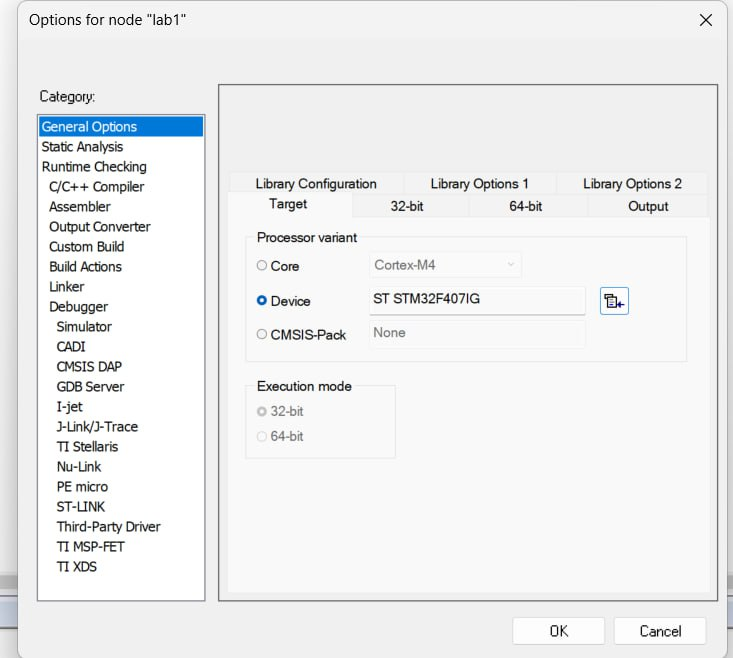 Options for node "lab1"
Category:
General Options
Static Analysis
Runtime Checking
C/C++ Compiler
Assembler
Output Converter
Custom Build
Build Actions
Linker
Debugger
Simulator
CADI
CMSIS DAP
GDB Server
I-jet
J-Link/J-Trace
TI Stellaris
Nu-Link
PE micro
ST-LINK
Third-Party Driver
TI MSP-FET
TI XDS
Library Configuration Library Options 1 Library Options 2
Target 32-bit 64-bit Output
Processor variant
Core Cortex-M4
Device ST STM32F407IG
CMSIS-Pack None
Execution mode
32-bit
64-bit
OK Cancel